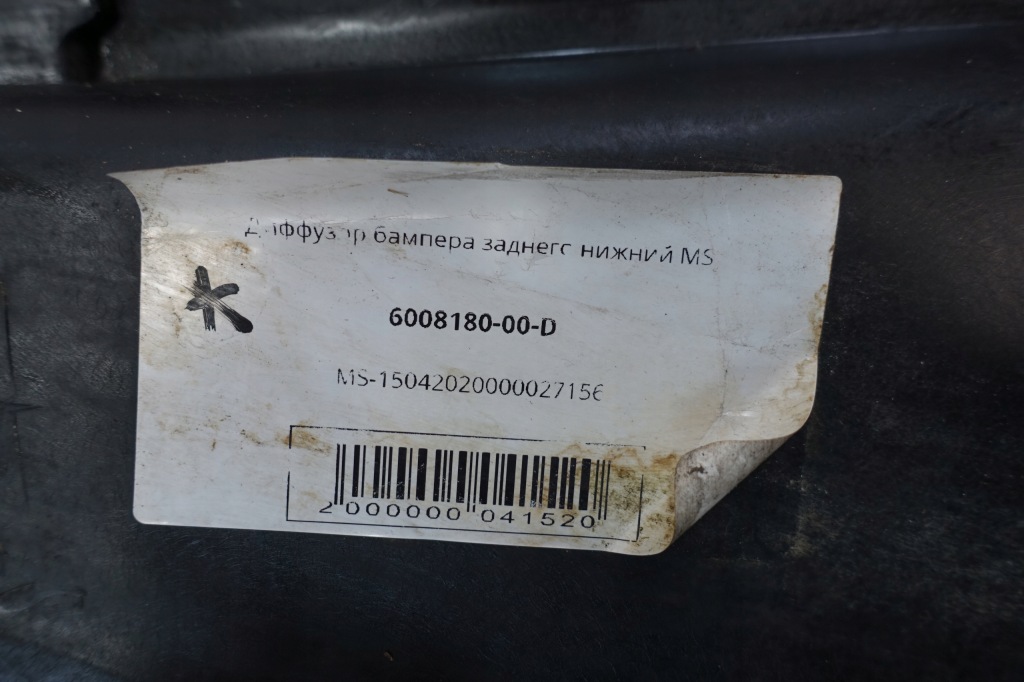 Диффузор бампера заднего нижний MS
К
6008180-00-D
MS-15042020000027156
2 000000 041520